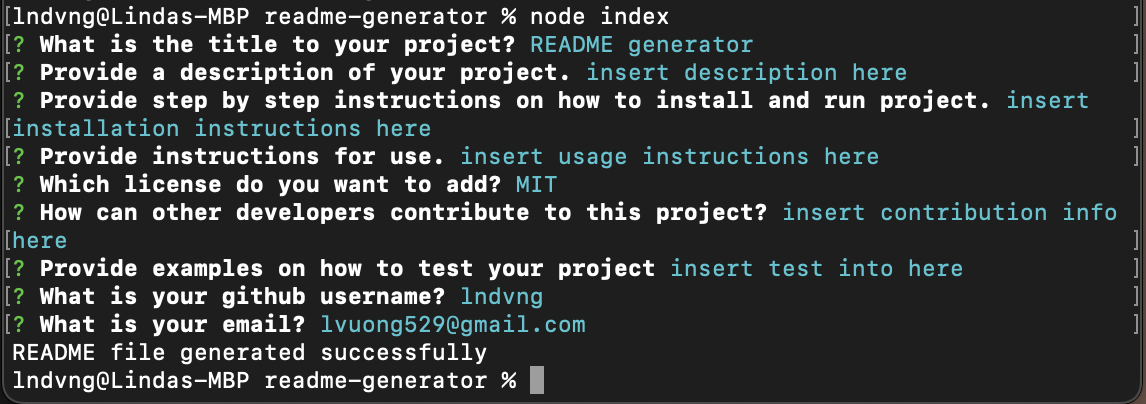 [lndvng@Lindas-MBP readme-generator % node index ]
[? What is the title to your project? README generator ]
[? Provide a description of your project. insert description here ]
? Provide step by step instructions on how to install and run project. insert
[installation instructions here ]
[? Provide instructions for use. insert usage instructions here ]
? Which license do you want to add? MIT
? How can other developers contribute to this project? insert contribution info
[here ]
[? Provide examples on how to test your project insert test into here ]
[? What is your github username? lndvng ]
[? What is your email? lvuong529@gmail.com ]
README file generated successfully
lndvng@Lindas-MBP readme-generator %